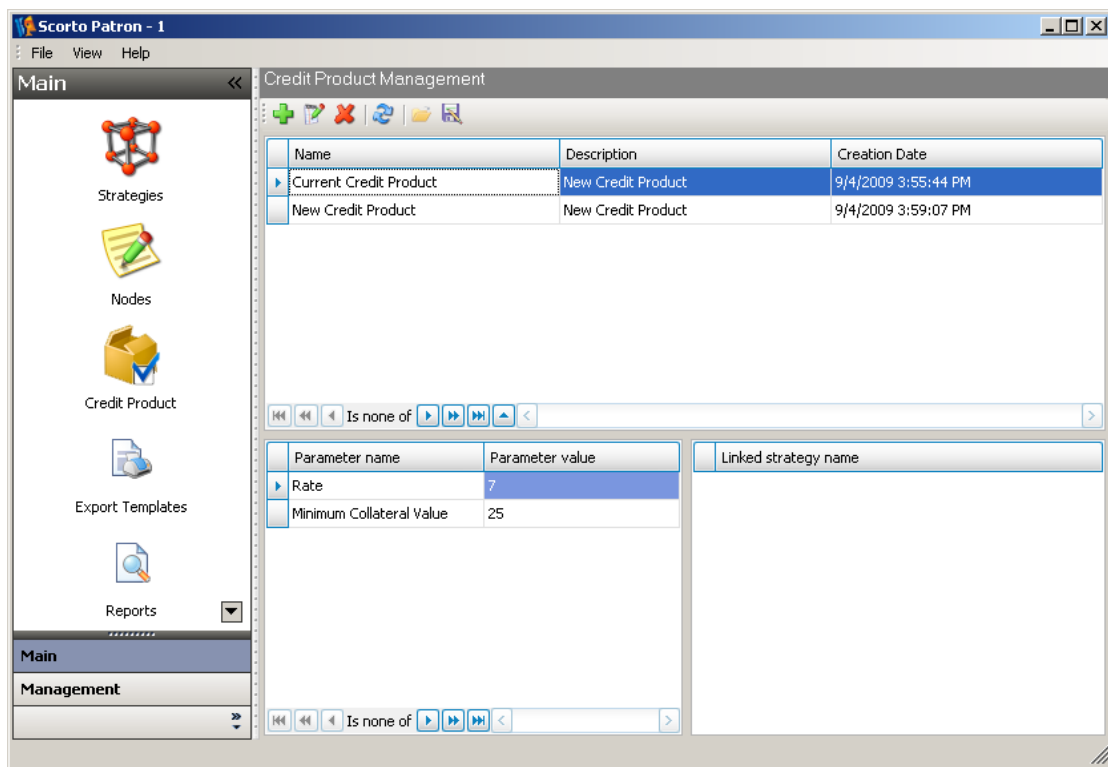 Scorto Patron - 1
File View Help
Main
Strategies
Nodes
Credit Product
Export Templates
Reports
Main
Management
Credit Product Management
Name Description Creation Date
Current Credit Product New Credit Product 9/4/2009 3:55:44 PM
New Credit Product New Credit Product 9/4/2009 3:59:07 PM
Is none of
Parameter name Parameter value
Rate 7
Minimum Collateral Value 25
Is none of
Linked strategy name